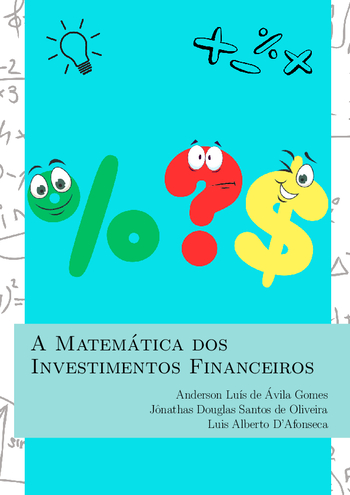 A Matemática dos
Investimentos Financeiros
Anderson Luís de Ávila Gomes
Jônathas Douglas Santos de Oliveira
Luis Alberto D'Afonseca